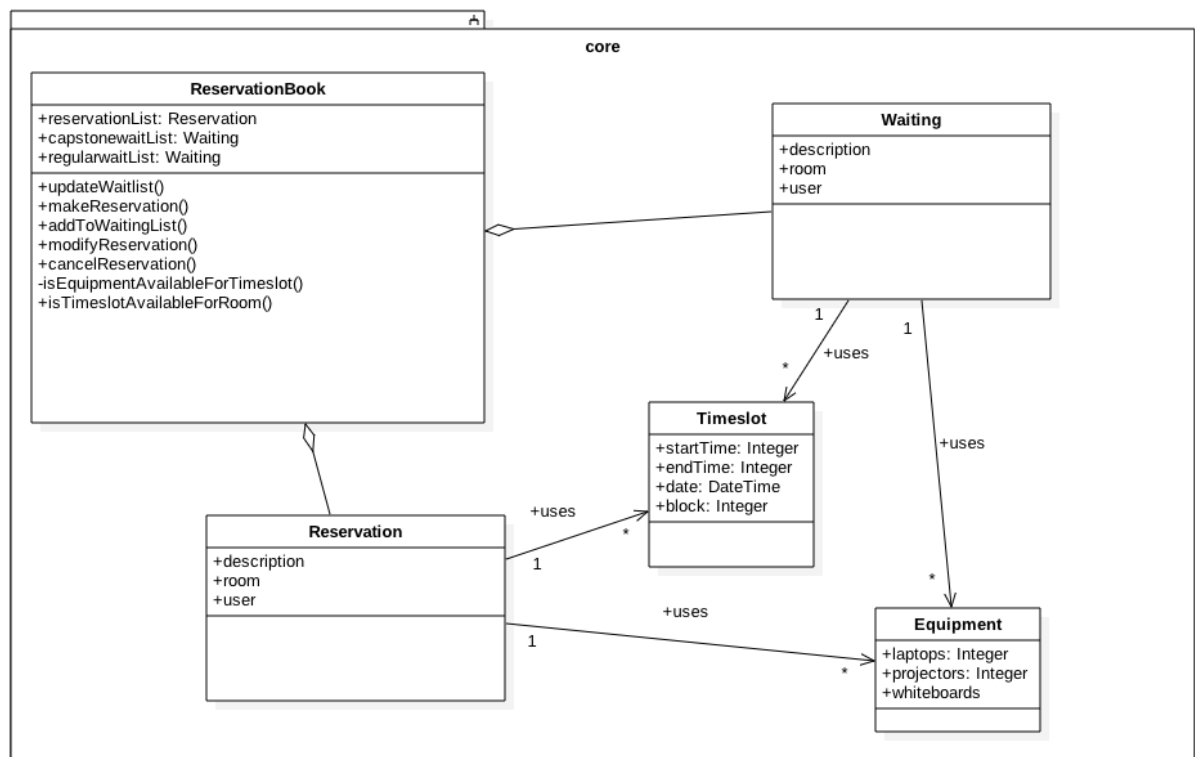 core
ReservationBook
+reservationList: Reservation
+capstonewaitList: Waiting
+regularwaitList: Waiting
+updateWaitlist()
+makeReservation()
+addToWaitingList()
+modifyReservation()
+cancelReservation()
-isEquipmentAvailableForTimeslot()
+isTimeslotAvailableForRoom()
Waiting
+description
+room
+user
1
+uses
*
1
+uses
*
Timeslot
+startTime: Integer
+endTime: Integer
+date: DateTime
+block: Integer
Reservation
+description
+room
+user
+uses
1
*
+uses
1
*
Equipment
+laptops: Integer
+projectors: Integer
+whiteboards